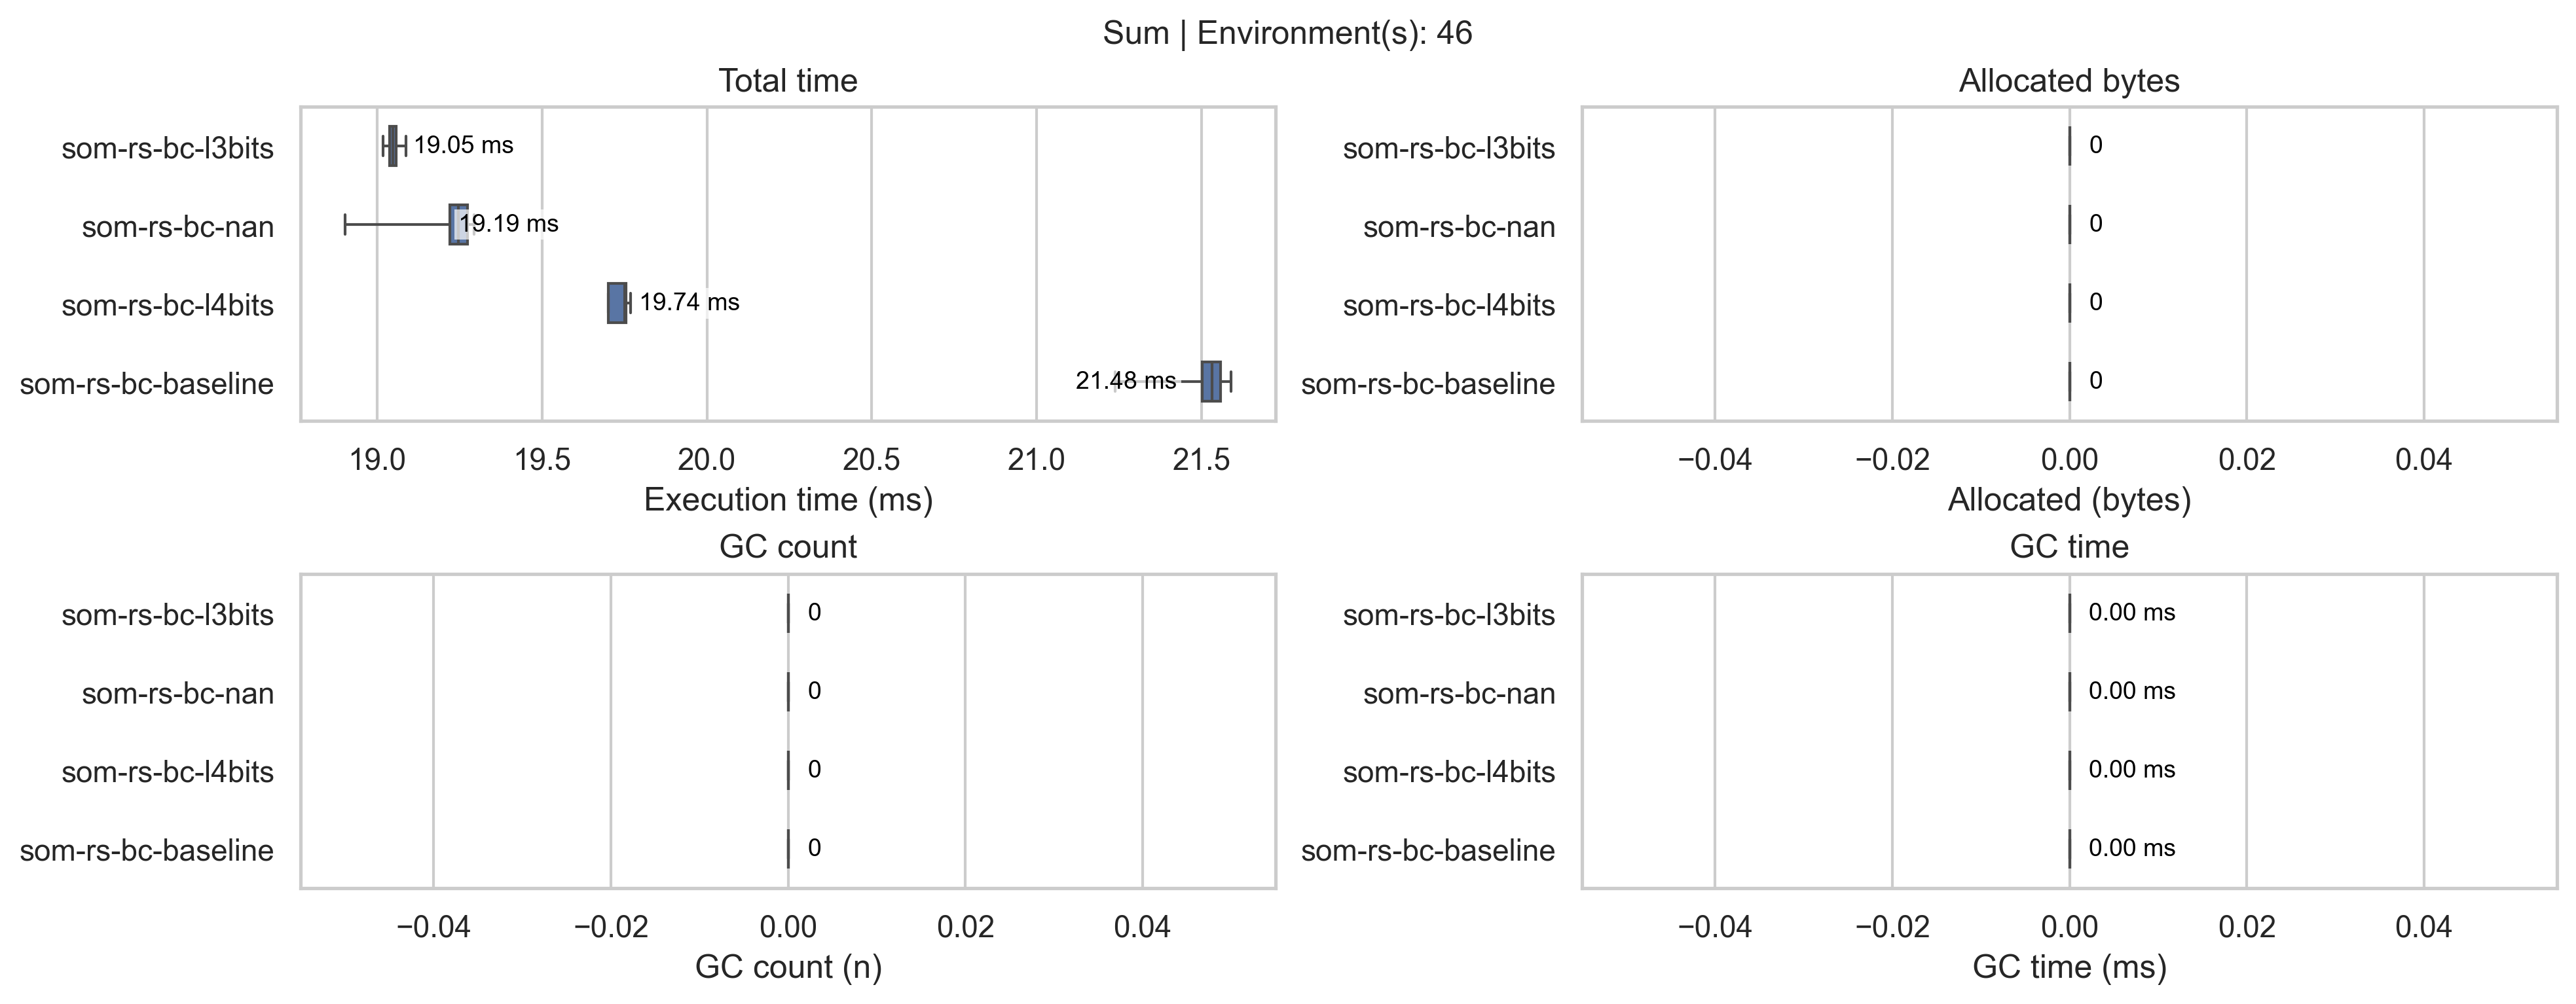 Sum | Environment(s): 46
Total time
som-rs-bc-l3bits
19.05 ms
som-rs-bc-nan
19.19 ms
som-rs-bc-l4bits
19.74 ms
som-rs-bc-baseline
21.48 ms
19.0 19.5 20.0 20.5 21.0 21.5
Execution time (ms)
Allocated bytes
som-rs-bc-l3bits
0
som-rs-bc-nan
0
som-rs-bc-l4bits
0
som-rs-bc-baseline
0
−0.04 −0.02 0.00 0.02 0.04
Allocated (bytes)
GC count
som-rs-bc-l3bits
0
som-rs-bc-nan
0
som-rs-bc-l4bits
0
som-rs-bc-baseline
0
−0.04 −0.02 0.00 0.02 0.04
GC count (n)
GC time
som-rs-bc-l3bits
0.00 ms
som-rs-bc-nan
0.00 ms
som-rs-bc-l4bits
0.00 ms
som-rs-bc-baseline
0.00 ms
−0.04 −0.02 0.00 0.02 0.04
GC time (ms)